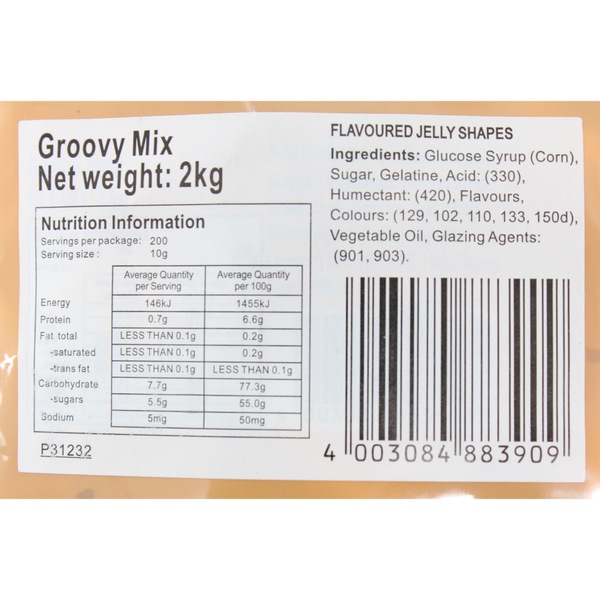 Groovy Mix
Net weight: 2kg
Nutrition Information
Servings per package: 200
Serving size : 10g
Average Quantity per Serving Average Quantity per 100g
Energy 146kJ 1455kJ
Protein 0.7g 6.6g
Fat total LESS THAN 0.1g 0.2g
-saturated LESS THAN 0.1g 0.2g
-trans fat LESS THAN 0.1g LESS THAN 0.1g
Carbohydrate 7.7g 77.3g
-sugars 5.5g 55.0g
Sodium 5mg 50mg
P31232
FLAVOURED JELLY SHAPES
Ingredients: Glucose Syrup (Corn),
Sugar, Gelatine, Acid: (330),
Humectant: (420), Flavours,
Colours: (129, 102, 110, 133, 150d),
Vegetable Oil, Glazing Agents:
(901, 903).
4 003084 883909